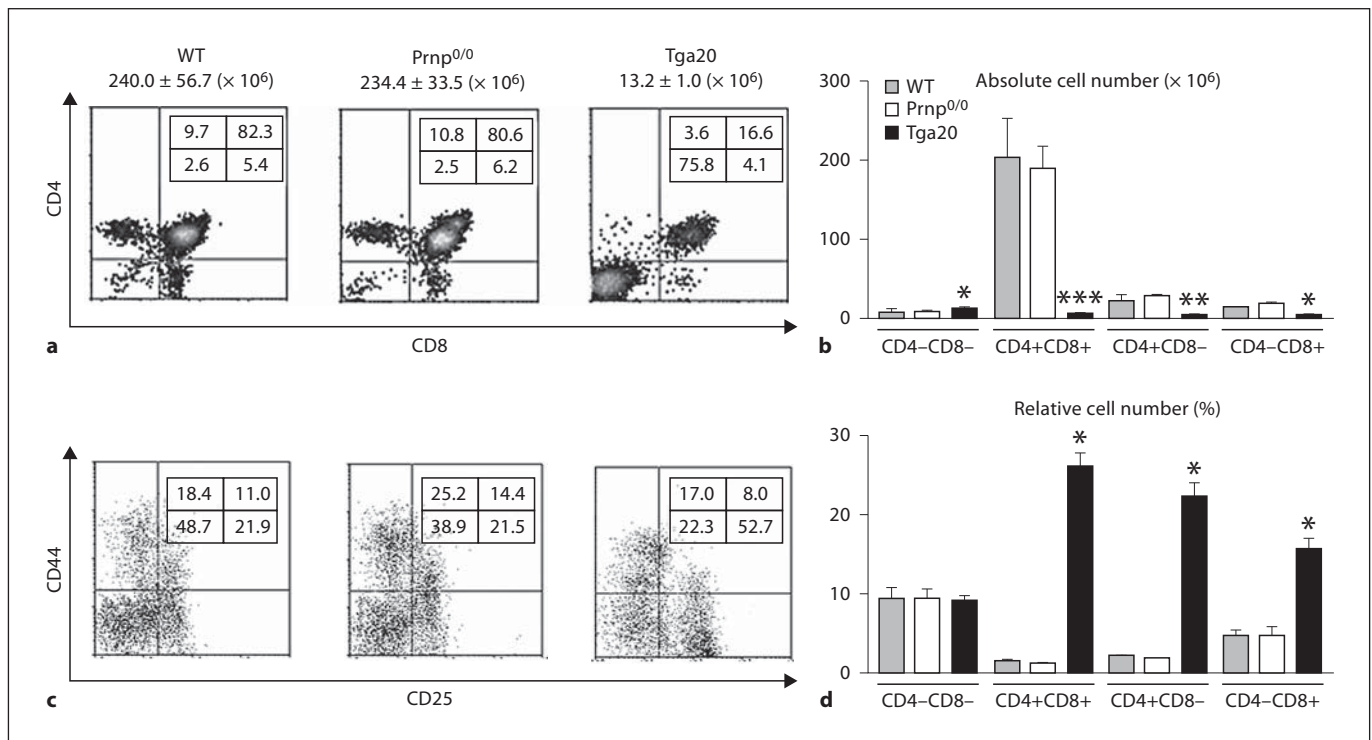 WT
240.0 ± 56.7 (× 10⁶)
Prnp⁰/⁰
234.4 ± 33.5 (× 10⁶)
Tga20
13.2 ± 1.0 (× 10⁶)
CD4
9.7 82.3
2.6 5.4
10.8 80.6
2.5 6.2
3.6 16.6
75.8 4.1
a
CD8
Absolute cell number (× 10⁶)
300
200
100
0
WT
Prnp⁰/⁰
Tga20
*
***
**
*
b
CD4–CD8–
CD4+CD8+
CD4+CD8–
CD4–CD8+
CD44
18.4 11.0
48.7 21.9
25.2 14.4
38.9 21.5
17.0 8.0
22.3 52.7
c
CD25
Relative cell number (%)
30
20
10
0
*
*
*
d
CD4–CD8–
CD4+CD8+
CD4+CD8–
CD4–CD8+